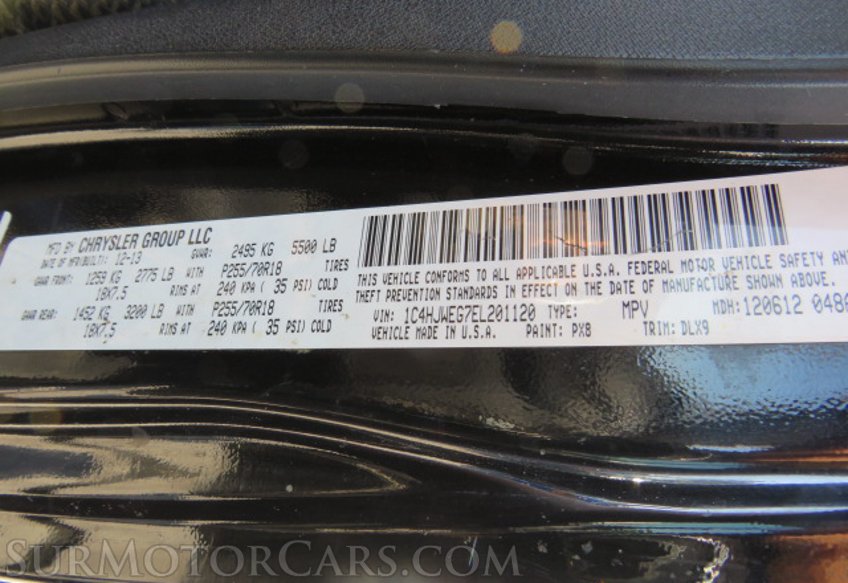 MFD BY CHRYSLER GROUP LLC
DATE OF MFR(BUILT): 12-13 GVWR: 2495 KG 5500 LB
GAWR FRONT: 1259 KG 2775 LB WITH P255/70R18 TIRES
18X7.5 RIMS AT 240 KPA ( 35 PSI) COLD
GAWR REAR: 1452 KG 3200 LB WITH P255/70R18 TIRES
18X7.5 RIMS AT 240 KPA ( 35 PSI) COLD
THIS VEHICLE CONFORMS TO ALL APPLICABLE U.S.A. FEDERAL MOTOR VEHICLE SAFETY AND
THEFT PREVENTION STANDARDS IN EFFECT ON THE DATE OF MANUFACTURE SHOWN ABOVE.
VIN: 1C4HJWEG7EL201120 TYPE: MPV MDH: 120612 048
VEHICLE MADE IN U.S.A. PAINT: PX8 TRIM: DLX9
SURMOTORCARS.COM